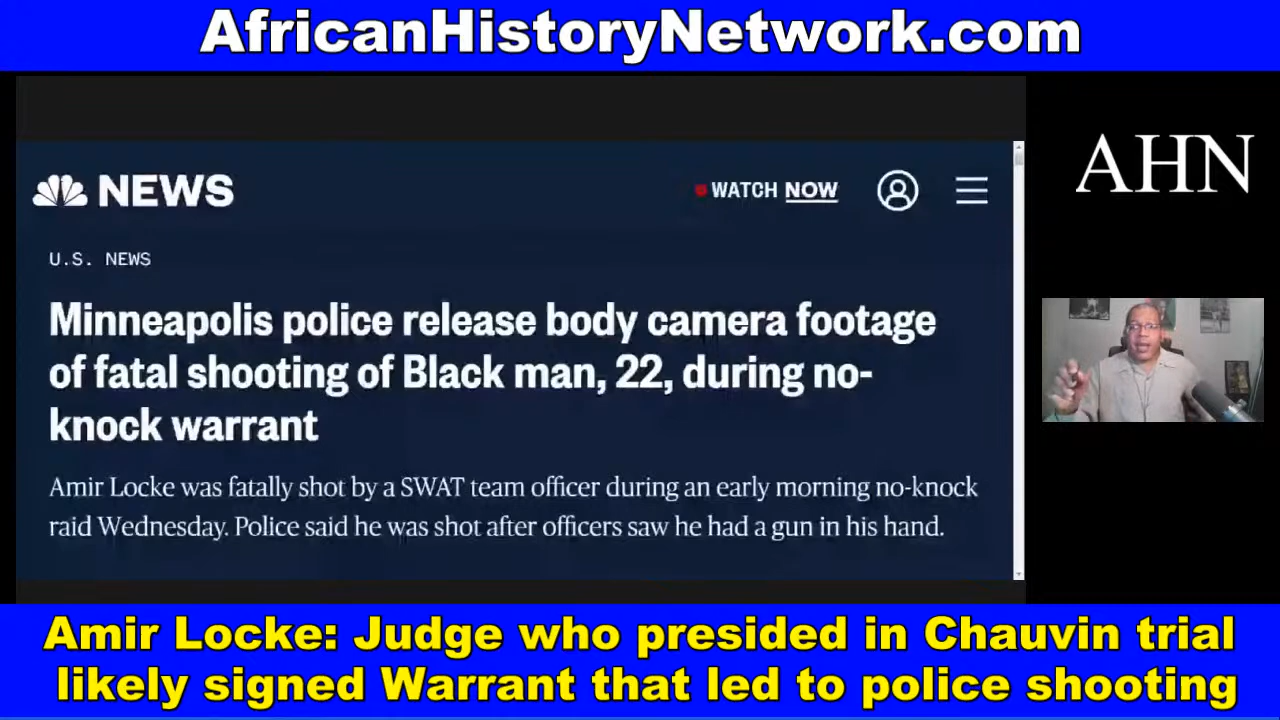 AfricanHistoryNetwork.com
AHN
NEWS
WATCH NOW
U.S. NEWS
Minneapolis police release body camera footage
of fatal shooting of Black man, 22, during no-
knock warrant
Amir Locke was fatally shot by a SWAT team officer during an early morning no-knock
raid Wednesday. Police said he was shot after officers saw he had a gun in his hand.
Amir Locke: Judge who presided in Chauvin trial
likely signed Warrant that led to police shooting